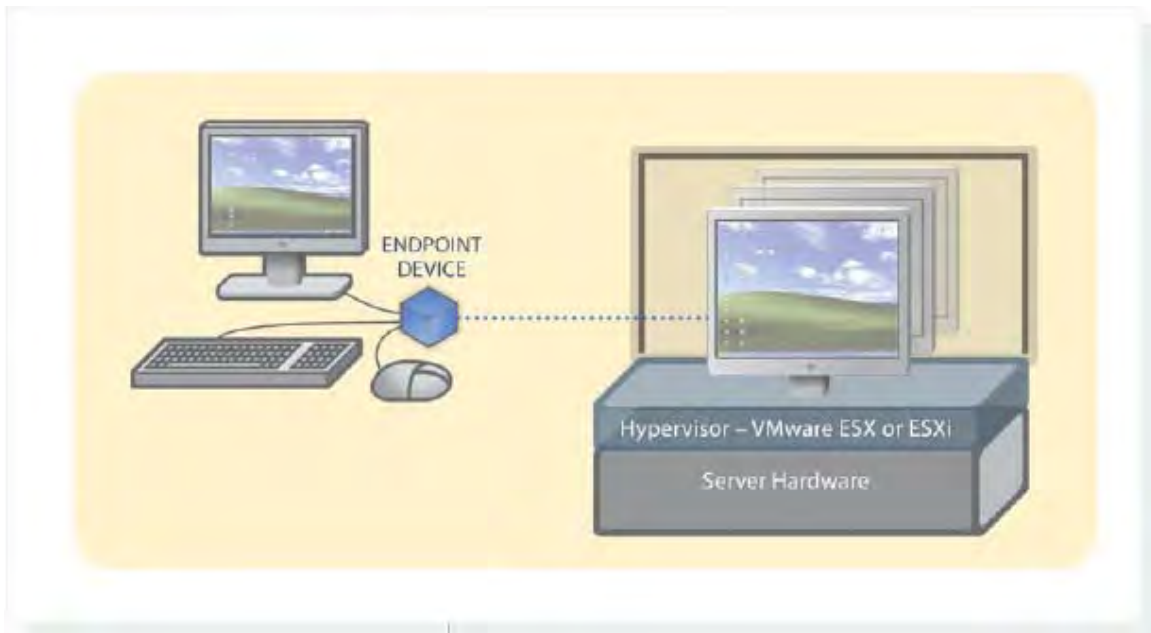 ENDPOINT
DEVICE
Hypervisor – VMware ESX or ESXi
Server Hardware